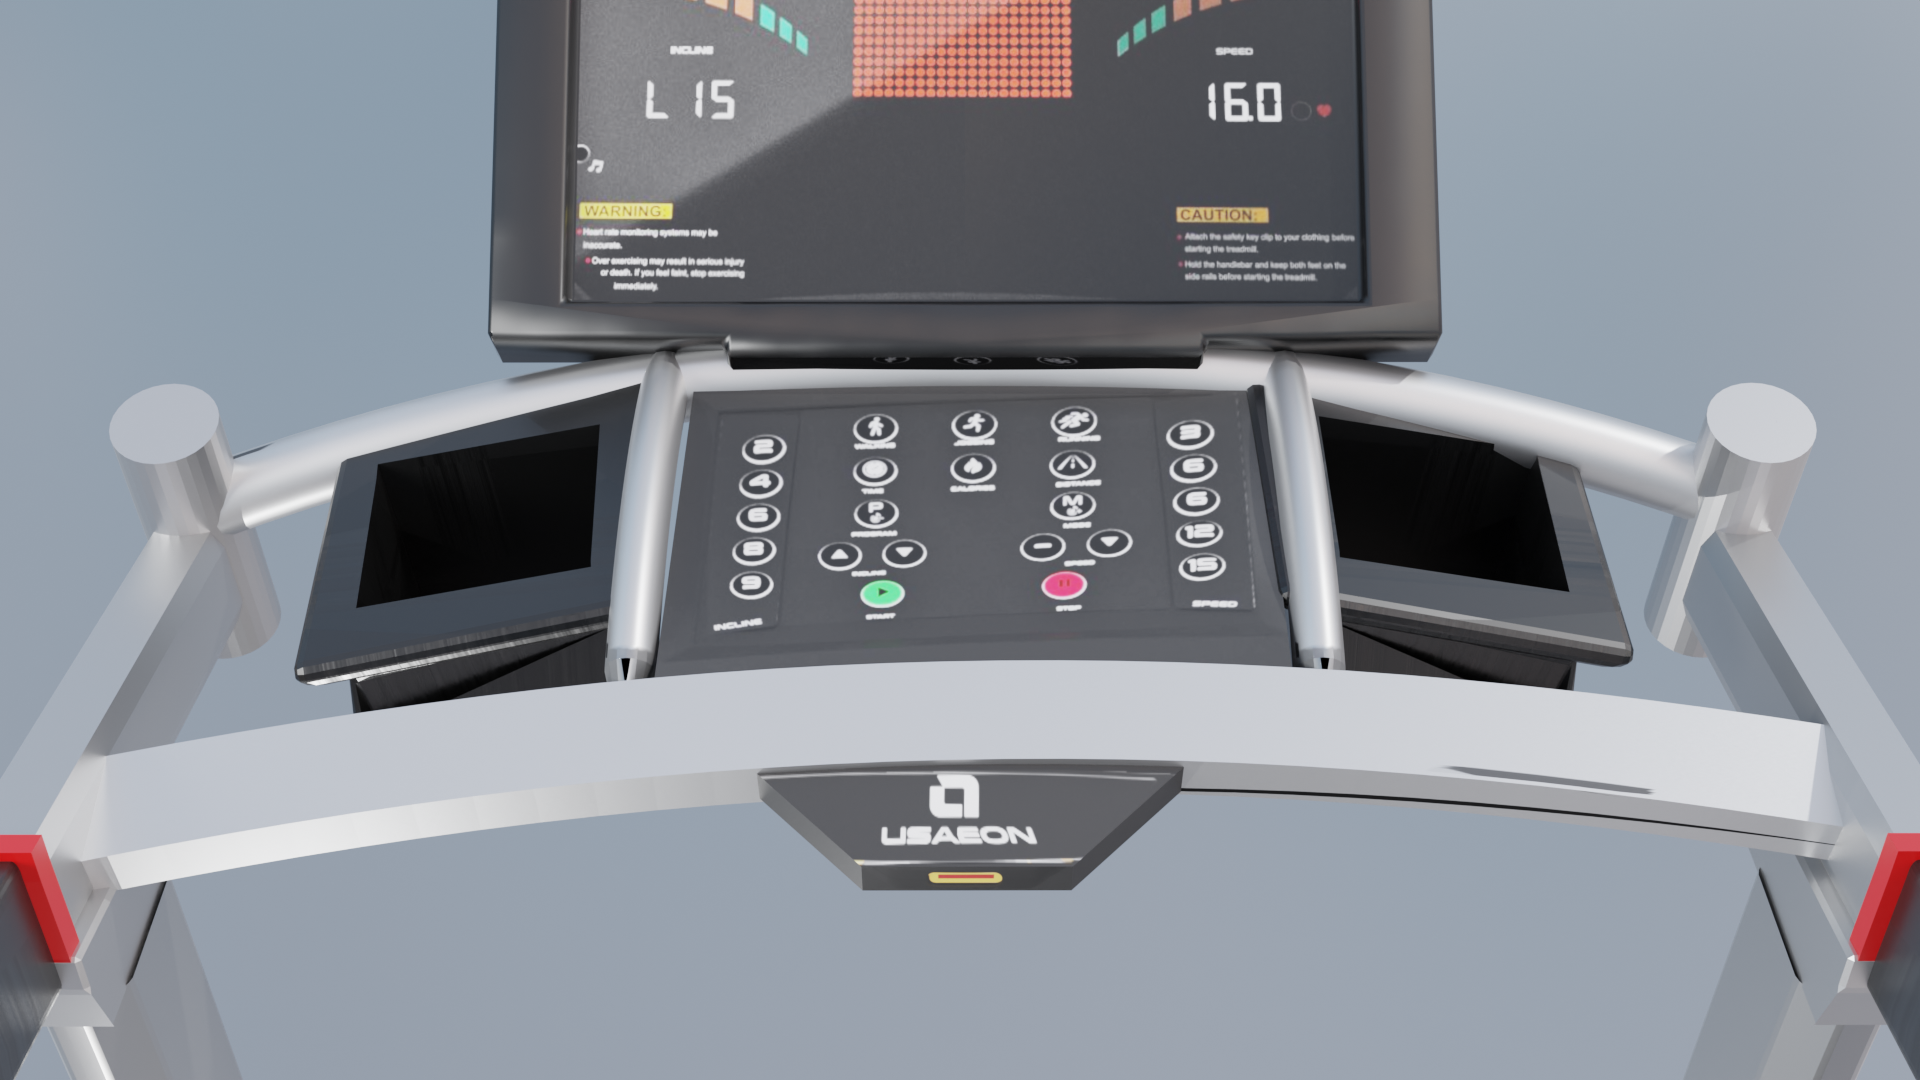 INCLINE
SPEED
L 15
16.0
WARNING:
Heart rate monitoring systems may be
inaccurate.
Over exercising may result in serious injury
or death. If you feel faint, stop exercising
immediately.
CAUTION:
Attach the safety key clip to your clothing before
starting the treadmill.
Hold the handlebar and keep both feet on the
side rails before starting the treadmill.
2
4
6
8
9
INCLINE
WALKING
JOGGING
RUNNING
TIME
CALORIES
DISTANCE
P
PROGRAM
M
INCLINE
SPEED
START
STOP
3
6
6
12
15
SPEED
USAEON